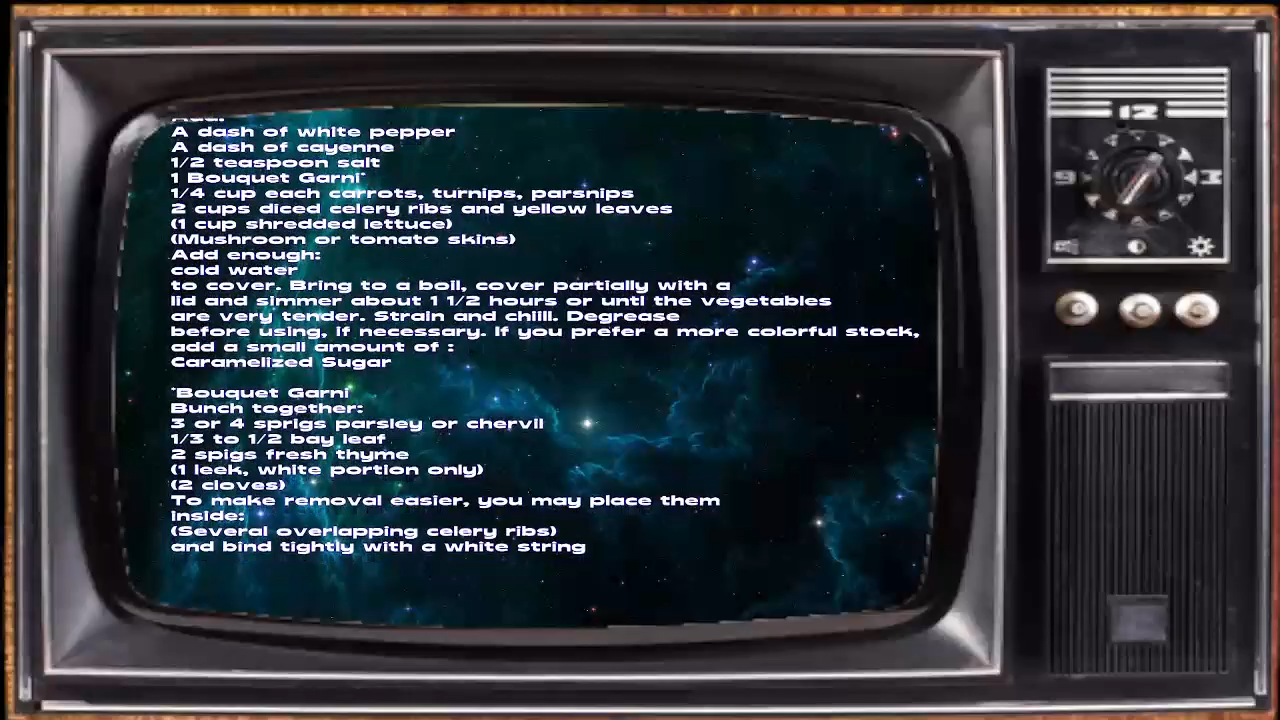 Add:
A dash of white pepper
A dash of cayenne
1/2 teaspoon salt
1 Bouquet Garni*
1/4 cup each carrots, turnips, parsnips
2 cups diced celery ribs and yellow leaves
(1 cup shredded lettuce)
(Mushroom or tomato skins)
Add enough:
cold water
to cover. Bring to a boil, cover partially with a
lid and simmer about 1 1/2 hours or until the vegetables
are very tender. Strain and chiill. Degrease
before using, if necessary. If you prefer a more colorful stock,
add a small amount of :
Caramelized Sugar
*Bouquet Garni
Bunch together:
3 or 4 sprigs parsley or chervil
1/3 to 1/2 bay leaf
2 spigs fresh thyme
(1 leek, white portion only)
(2 cloves)
To make removal easier, you may place them
inside:
(Several overlapping celery ribs)
and bind tightly with a white string
12
9
3